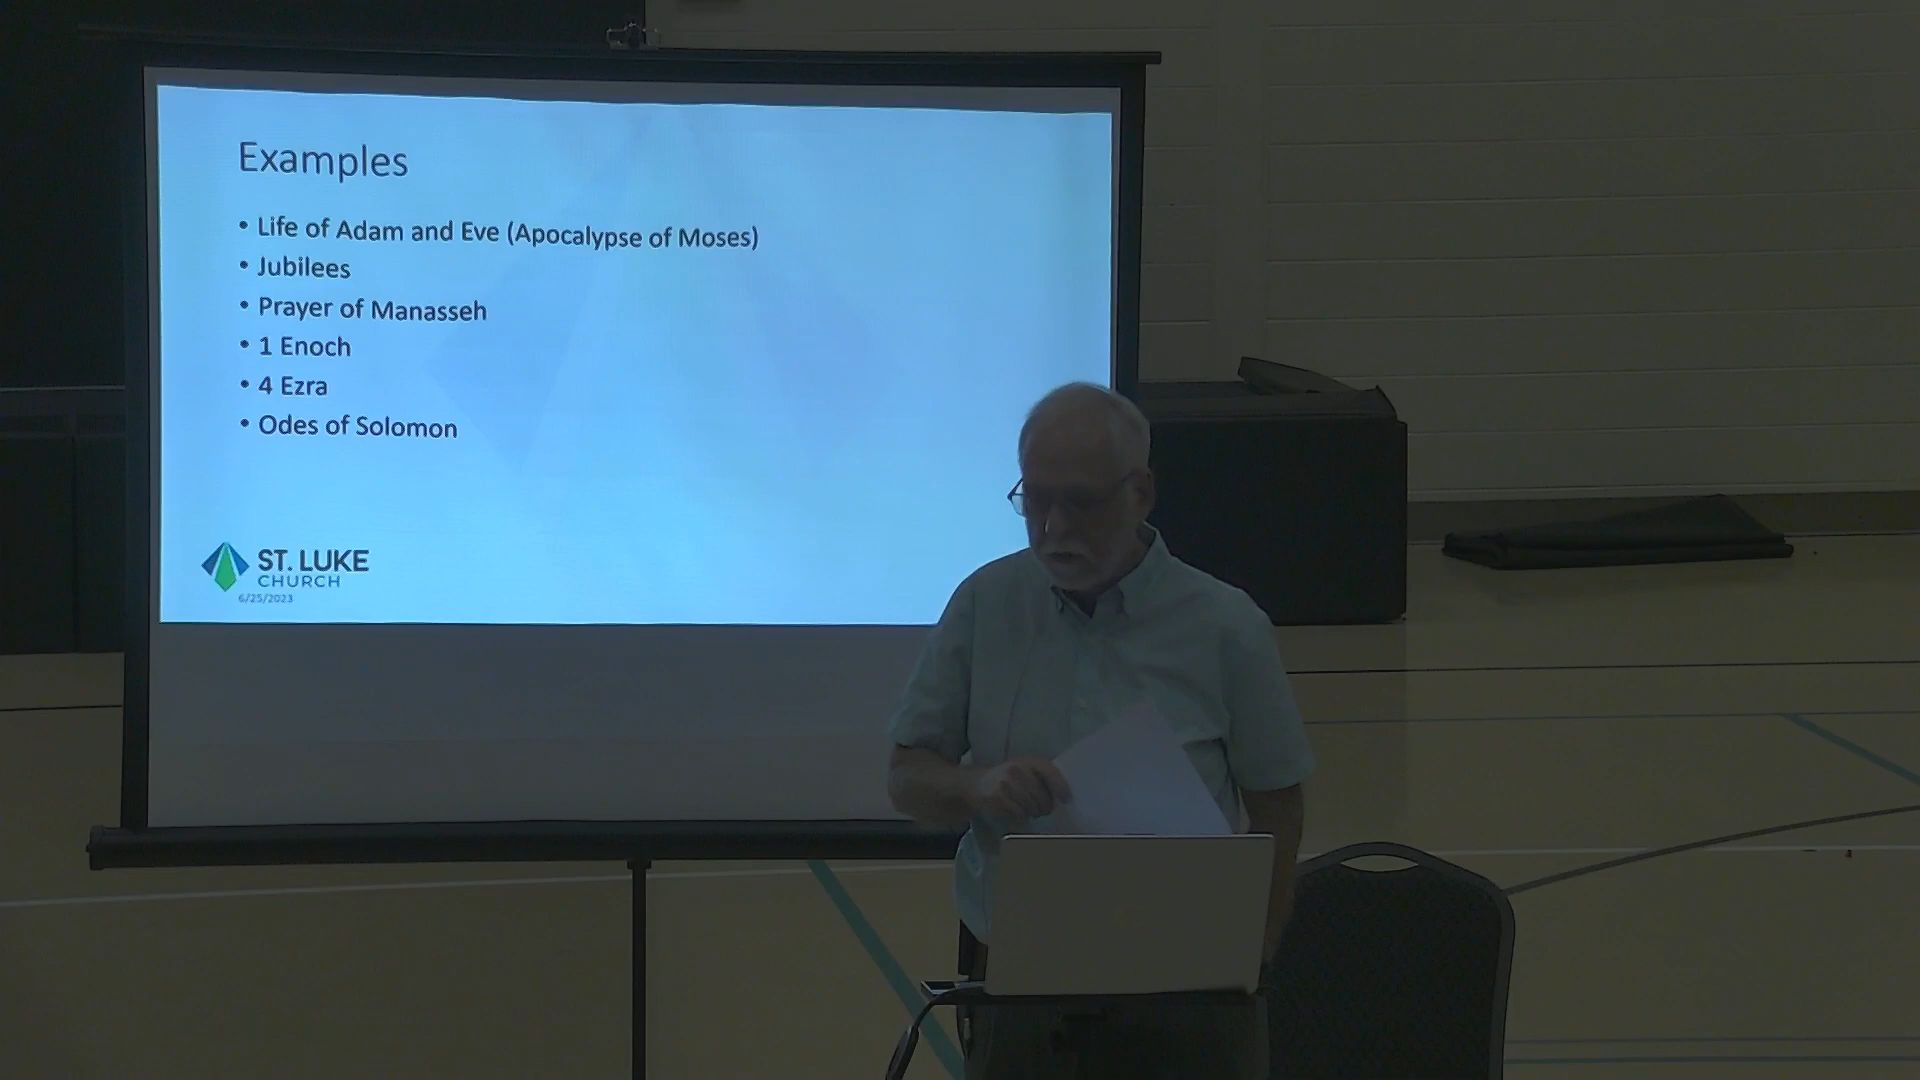 Examples
• Life of Adam and Eve (Apocalypse of Moses)
• Jubilees
• Prayer of Manasseh
• 1 Enoch
• 4 Ezra
• Odes of Solomon
ST. LUKE
CHURCH
6/25/2023